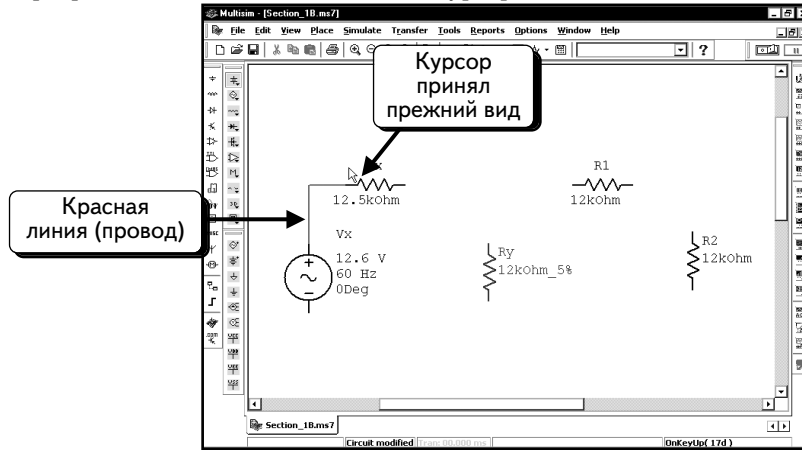 Multisim - [Section_1B.ms7]
File Edit View Place Simulate Transfer Tools Reports Options Window Help
?
Курсор
принял
прежний вид
Красная
линия (провод)
12.5kOhm
R1
12kOhm
Vx
12.6 V
60 Hz
0Deg
Ry
12kOhm_5%
R2
12kOhm
Section_1B.ms7
Circuit modified Tran: 00.000 ms OnKeyUp( 17d )